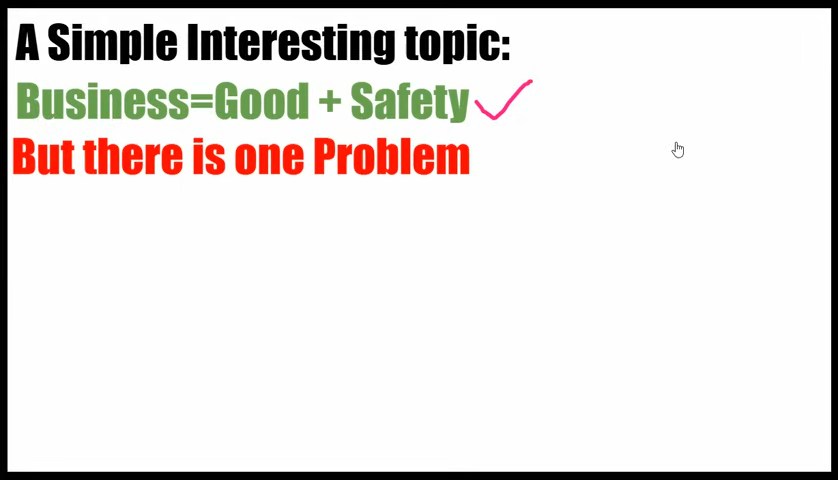 A Simple Interesting topic:
Business=Good + Safety
But there is one Problem